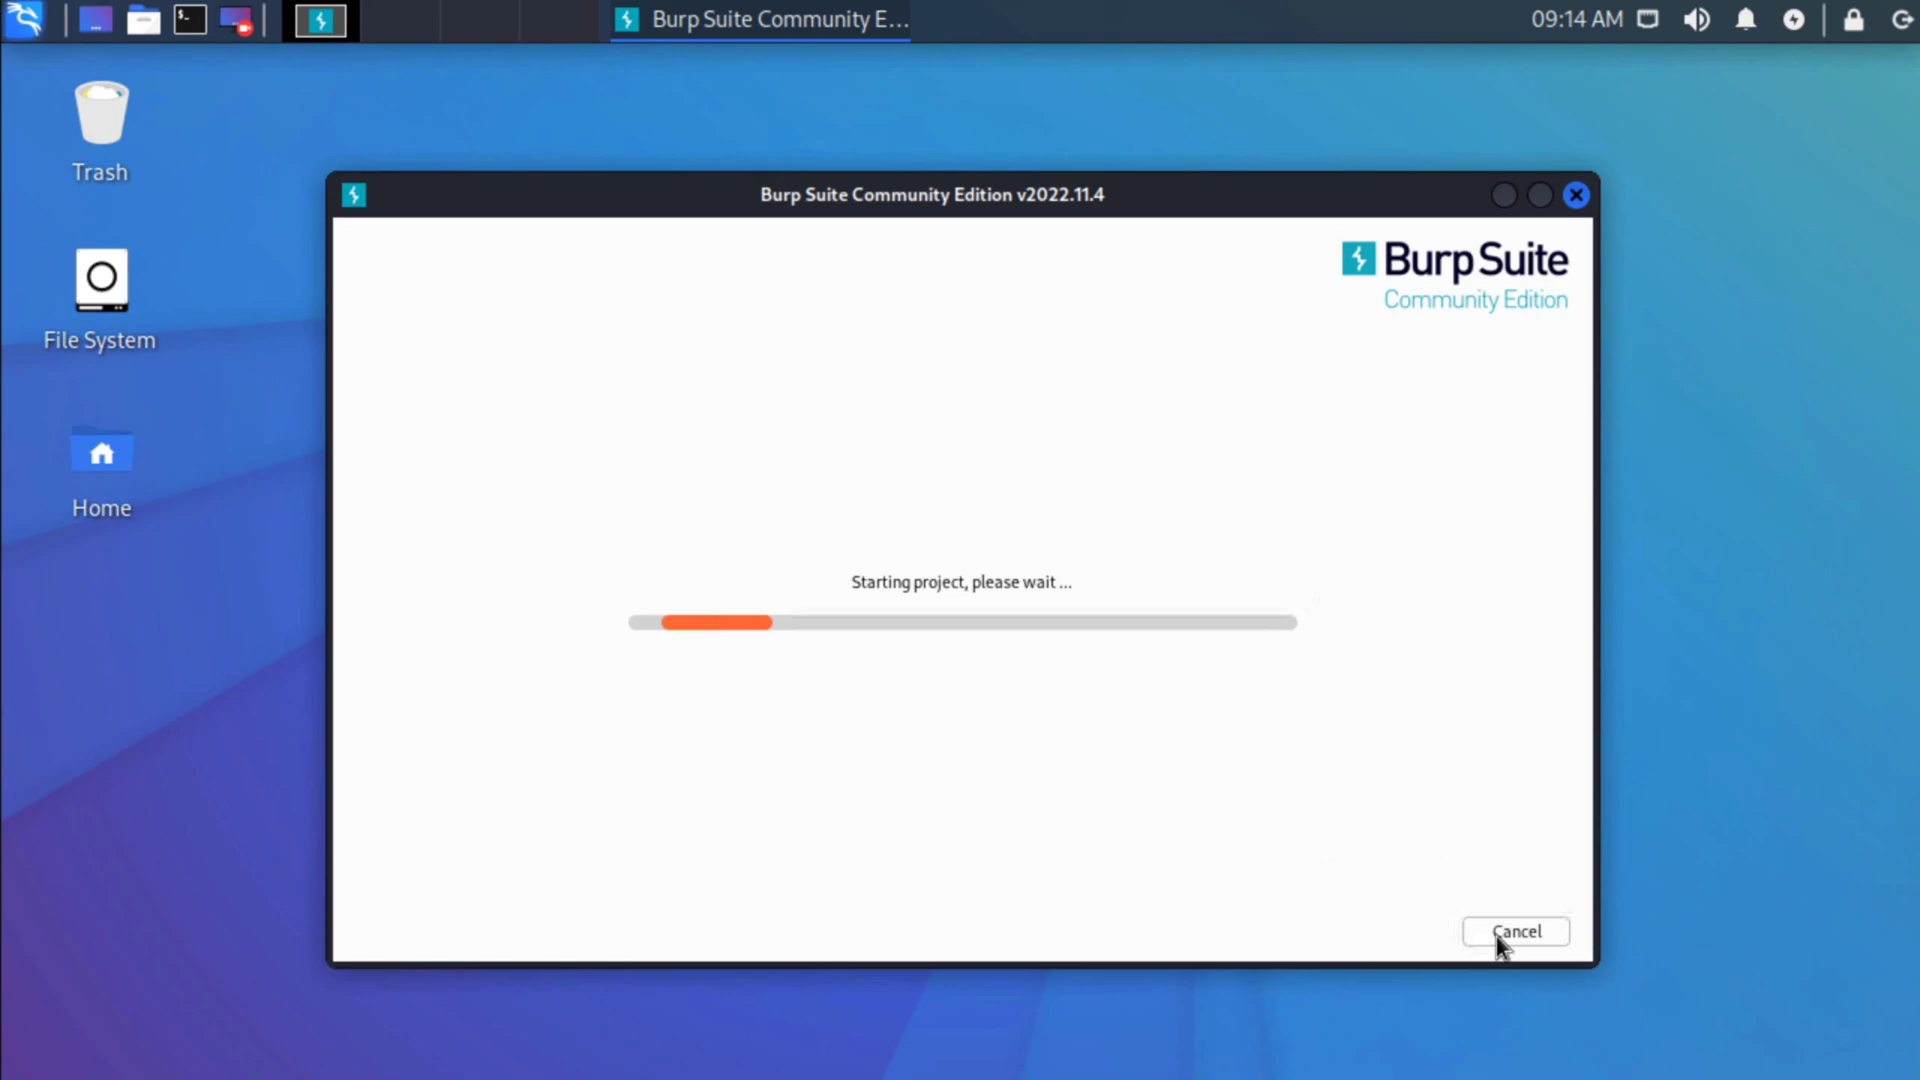 Burp Suite Community E...
09:14 AM
Trash
File System
Home
Burp Suite Community Edition v2022.11.4
Burp Suite
Community Edition
Starting project, please wait ...
Cancel